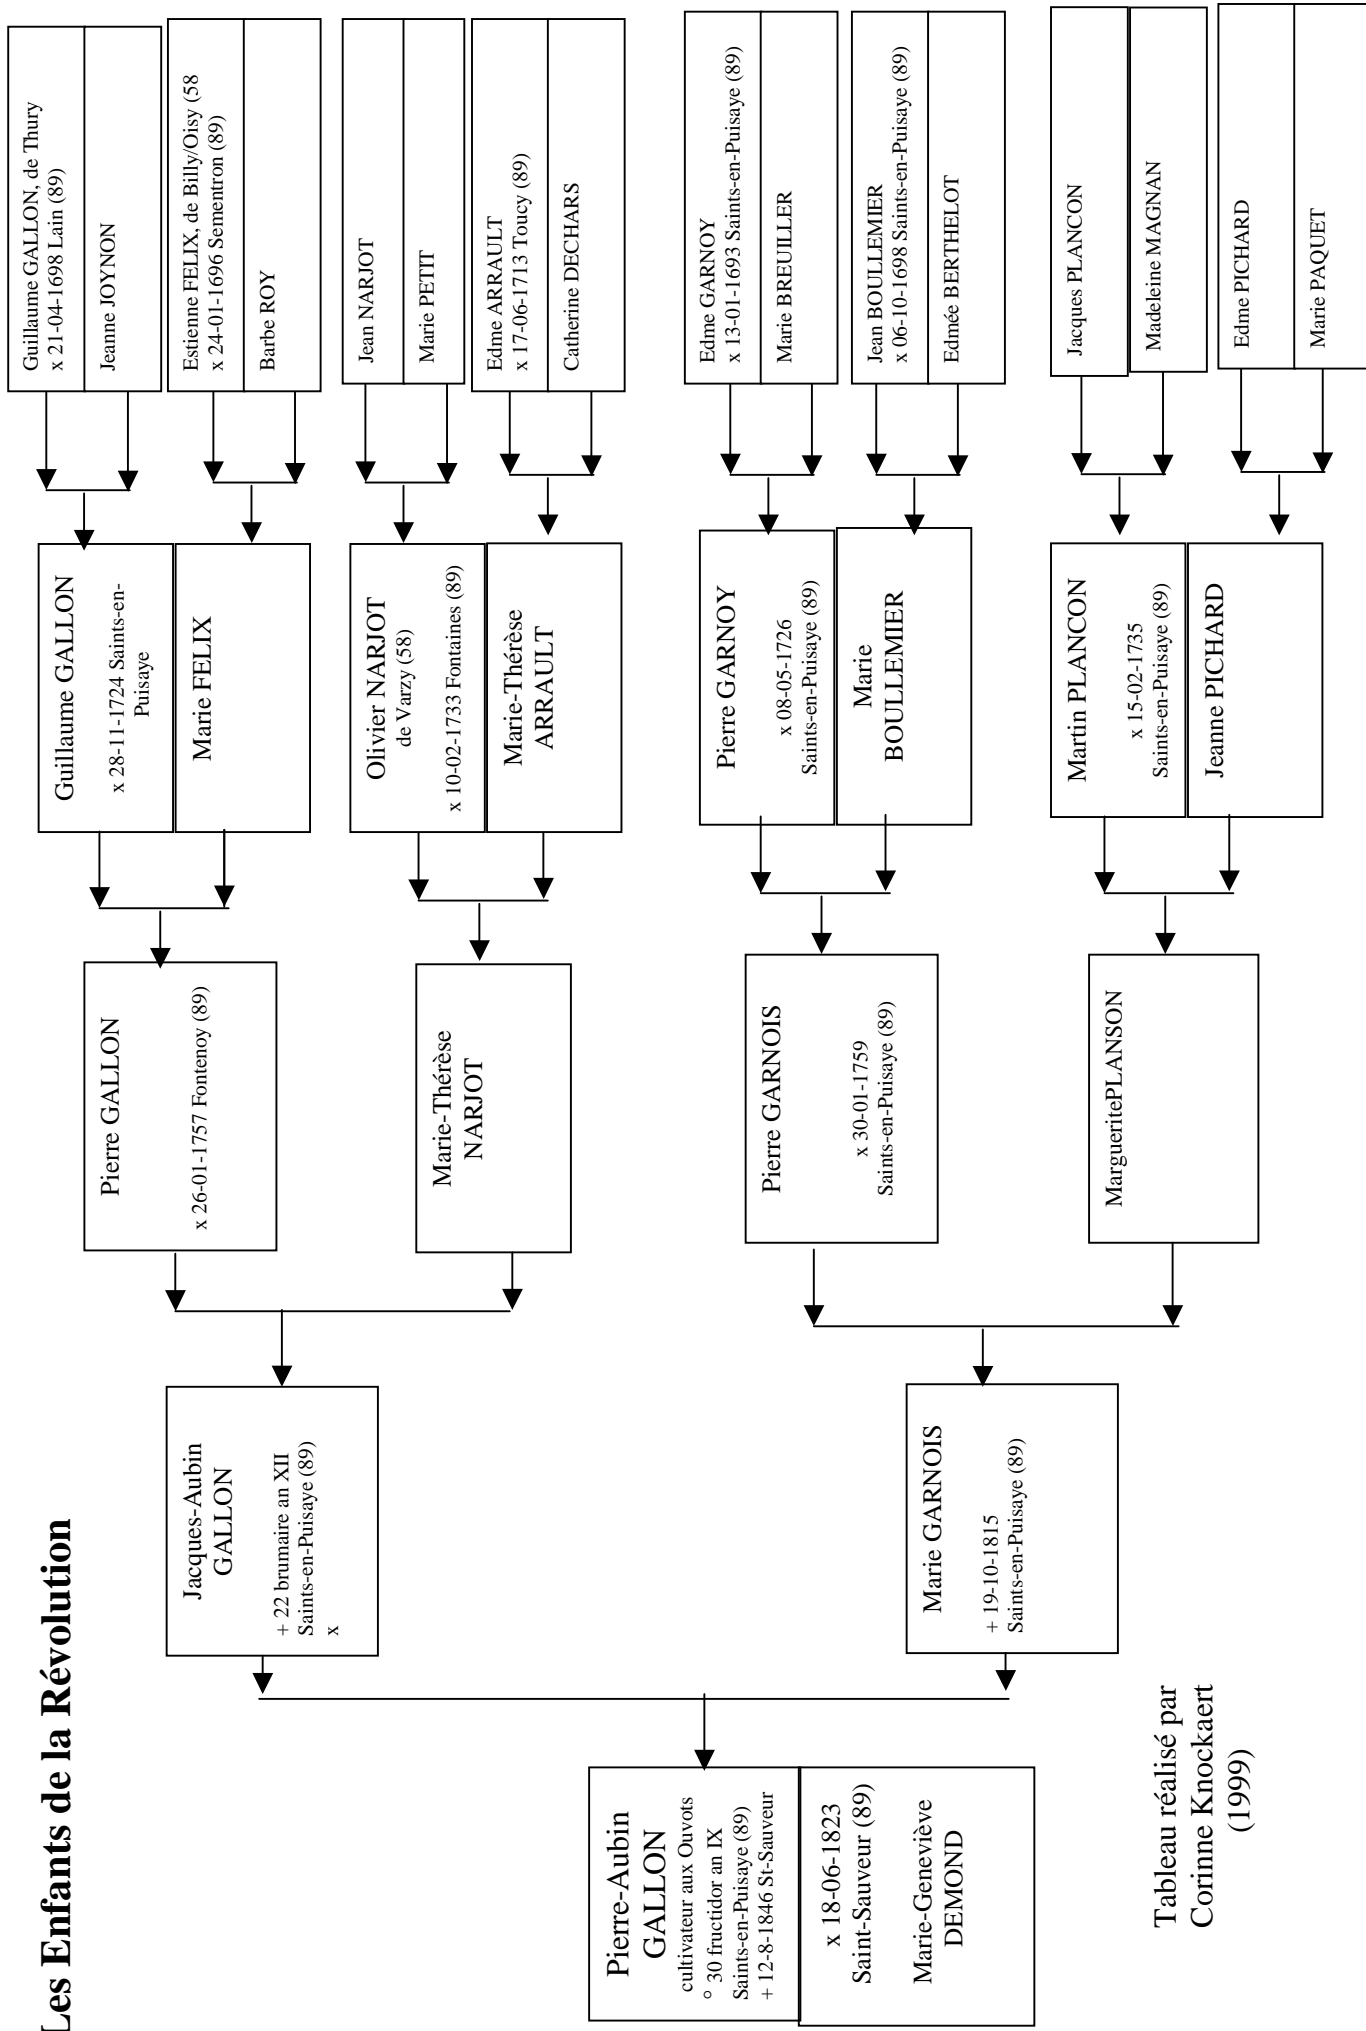 Les Enfants de la Révolution
Pierre-Aubin
GALLON
cultivateur aux Ouvots
° 30 fructidor an IX
Saints-en-Puisaye (89)
+ 12-8-1846 St-Sauveur
x 18-06-1823
Saint-Sauveur (89)
Marie-Geneviève
DEMOND
Jacques-Aubin
GALLON
+ 22 brumaire an XII
Saints-en-Puisaye (89)
x
Marie GARNOIS
+ 19-10-1815
Saints-en-Puisaye (89)
Pierre GALLON
x 26-01-1757 Fontenoy (89)
Marie-Thérèse
NARJOT
Pierre GARNOIS
x 30-01-1759
Saints-en-Puisaye (89)
MargueritePLANSON
Guillaume GALLON
x 28-11-1724 Saints-en-
Puisaye
Marie FELIX
Olivier NARJOT
de Varzy (58)
x 10-02-1733 Fontaines (89)
Marie-Thérèse
ARRAULT
Pierre GARNOY
x 08-05-1726
Saints-en-Puisaye (89)
Marie
BOULLEMIER
Martin PLANCON
x 15-02-1735
Saints-en-Puisaye (89)
Jeanne PICHARD
Guillaume GALLON, de Thury
x 21-04-1698 Lain (89)
Jeanne JOYNON
Estienne FELIX, de Billy/Oisy (58
x 24-01-1696 Sementron (89)
Barbe ROY
Jean NARJOT
Marie PETIT
Edme ARRAULT
x 17-06-1713 Toucy (89)
Catherine DECHARS
Edme GARNOY
x 13-01-1693 Saints-en-Puisaye (89)
Marie BREUILLER
Jean BOULLEMIER
x 06-10-1698 Saints-en-Puisaye (89)
Edmée BERTHELOT
Jacques PLANCON
Madeleine MAGNAN
Edme PICHARD
Marie PAQUET
Tableau réalisé par
Corinne Knockaert
(1999)